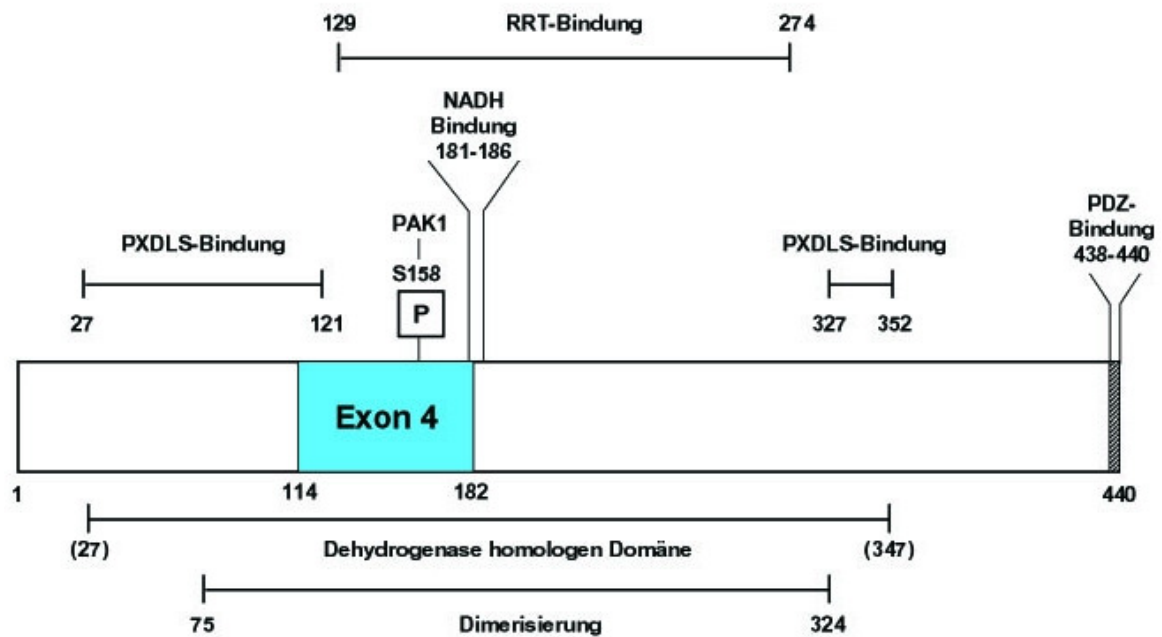 129 RRT-Bindung 274
NADH
Bindung
181-186
PAK1
S158
P
PXDLS-Bindung
27 121
PXDLS-Bindung
327 352
PDZ-
Bindung
438-440
Exon 4
1 114 182 440
(27) Dehydrogenase homologen Domäne (347)
75 Dimerisierung 324